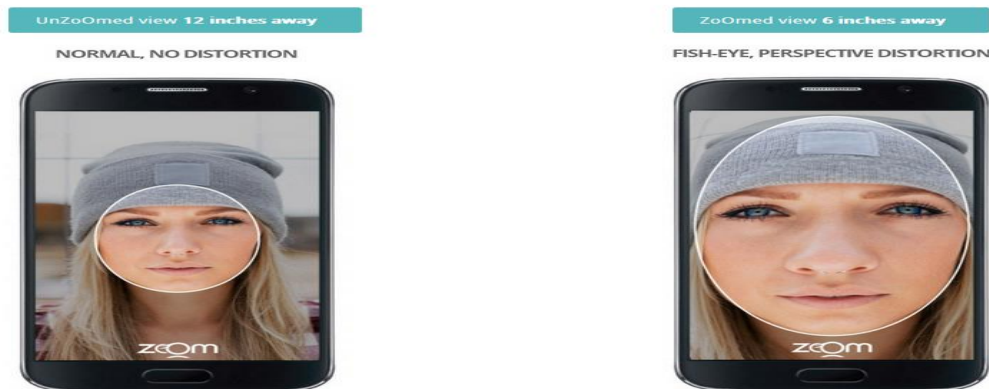 UnZoOmed view 12 inches away
NORMAL, NO DISTORTION
zoom
ZoOmed view 6 inches away
FISH-EYE, PERSPECTIVE DISTORTION
zoom